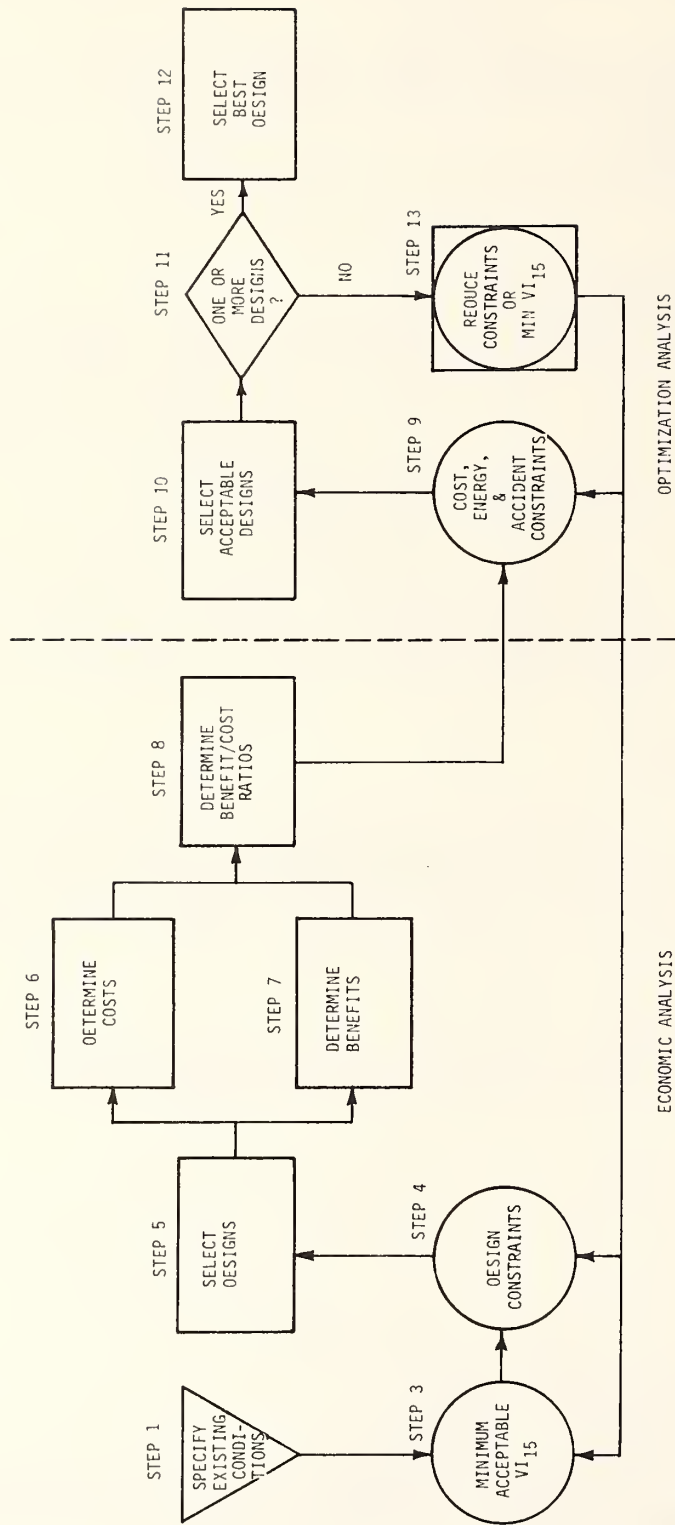 STEP 1
SPECIFY
EXISTING
CONDI-
TIONS
STEP 3
MINIMUM
ACCEPTABLE
VI15
STEP 4
OESIGN
CONSTRAINTS
STEP 5
SELECT
DESIGNS
STEP 6
OETERMINE
COSTS
STEP 7
DETERMINE
BENEFITS
STEP 8
DETERMINE
BENEFIT/COST
RATIOS
STEP 9
COST,
ENERGY,
&
ACCIDENT
CONSTRAINTS
STEP 10
SELECT
ACCEPTABLE
DESIGNS
STEP 11
ONE OR
MORE
DESIGNS
?
YES
NO
STEP 12
SELECT
BEST
DESIGN
STEP 13
REOUCE
CONSTRAINTS
OR
MIN VI15
ECONOMIC ANALYSIS
OPTIMIZATION ANALYSIS